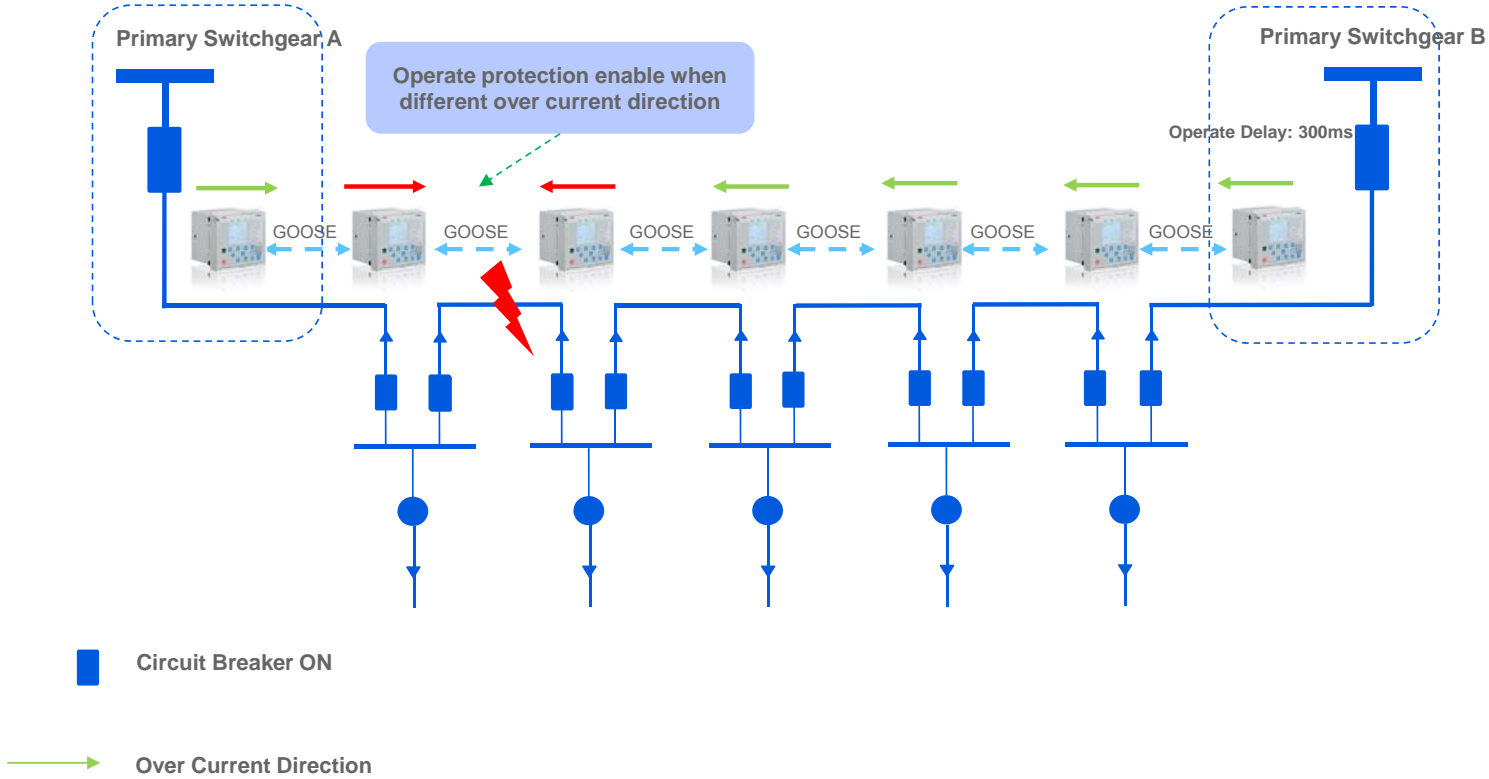 Primary Switchgear A
Primary Switchgear B
Operate protection enable when
different over current direction
Operate Delay: 300ms
GOOSE
GOOSE
GOOSE
GOOSE
GOOSE
GOOSE
Circuit Breaker ON
Over Current Direction